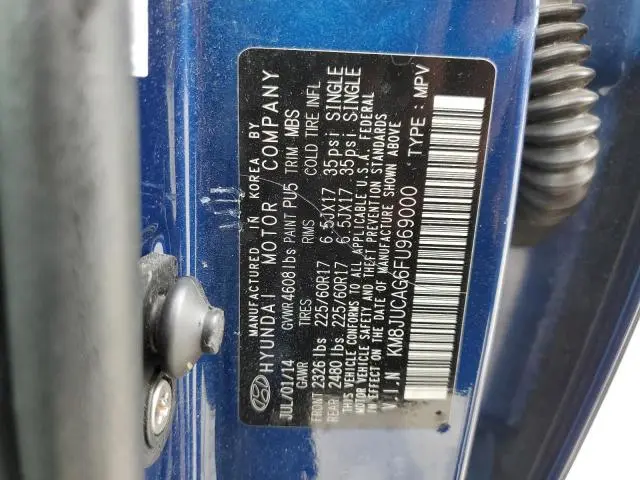 MANUFACTURED IN KOREA BY
HYUNDAI MOTOR COMPANY
JUL/01/14 GVWR 4608lbs PAINT PU5 TRIM MBS
GAWR TIRES RIMS COLD TIRE INFL
FRONT 2326 lbs 225/60R17 6.5JX17 35psi SINGLE
REAR 2480 lbs 225/60R17 6.5JX17 35psi SINGLE
THIS VEHICLE CONFORMS TO ALL APPLICABLE U.S.A. FEDERAL
MOTOR VEHICLE SAFETY AND THEFT PREVENTION STANDARDS
IN EFFECT ON THE DATE OF MANUFACTURE SHOWN ABOVE
V.I.N KM8JUCAG6FU969000 TYPE : MPV